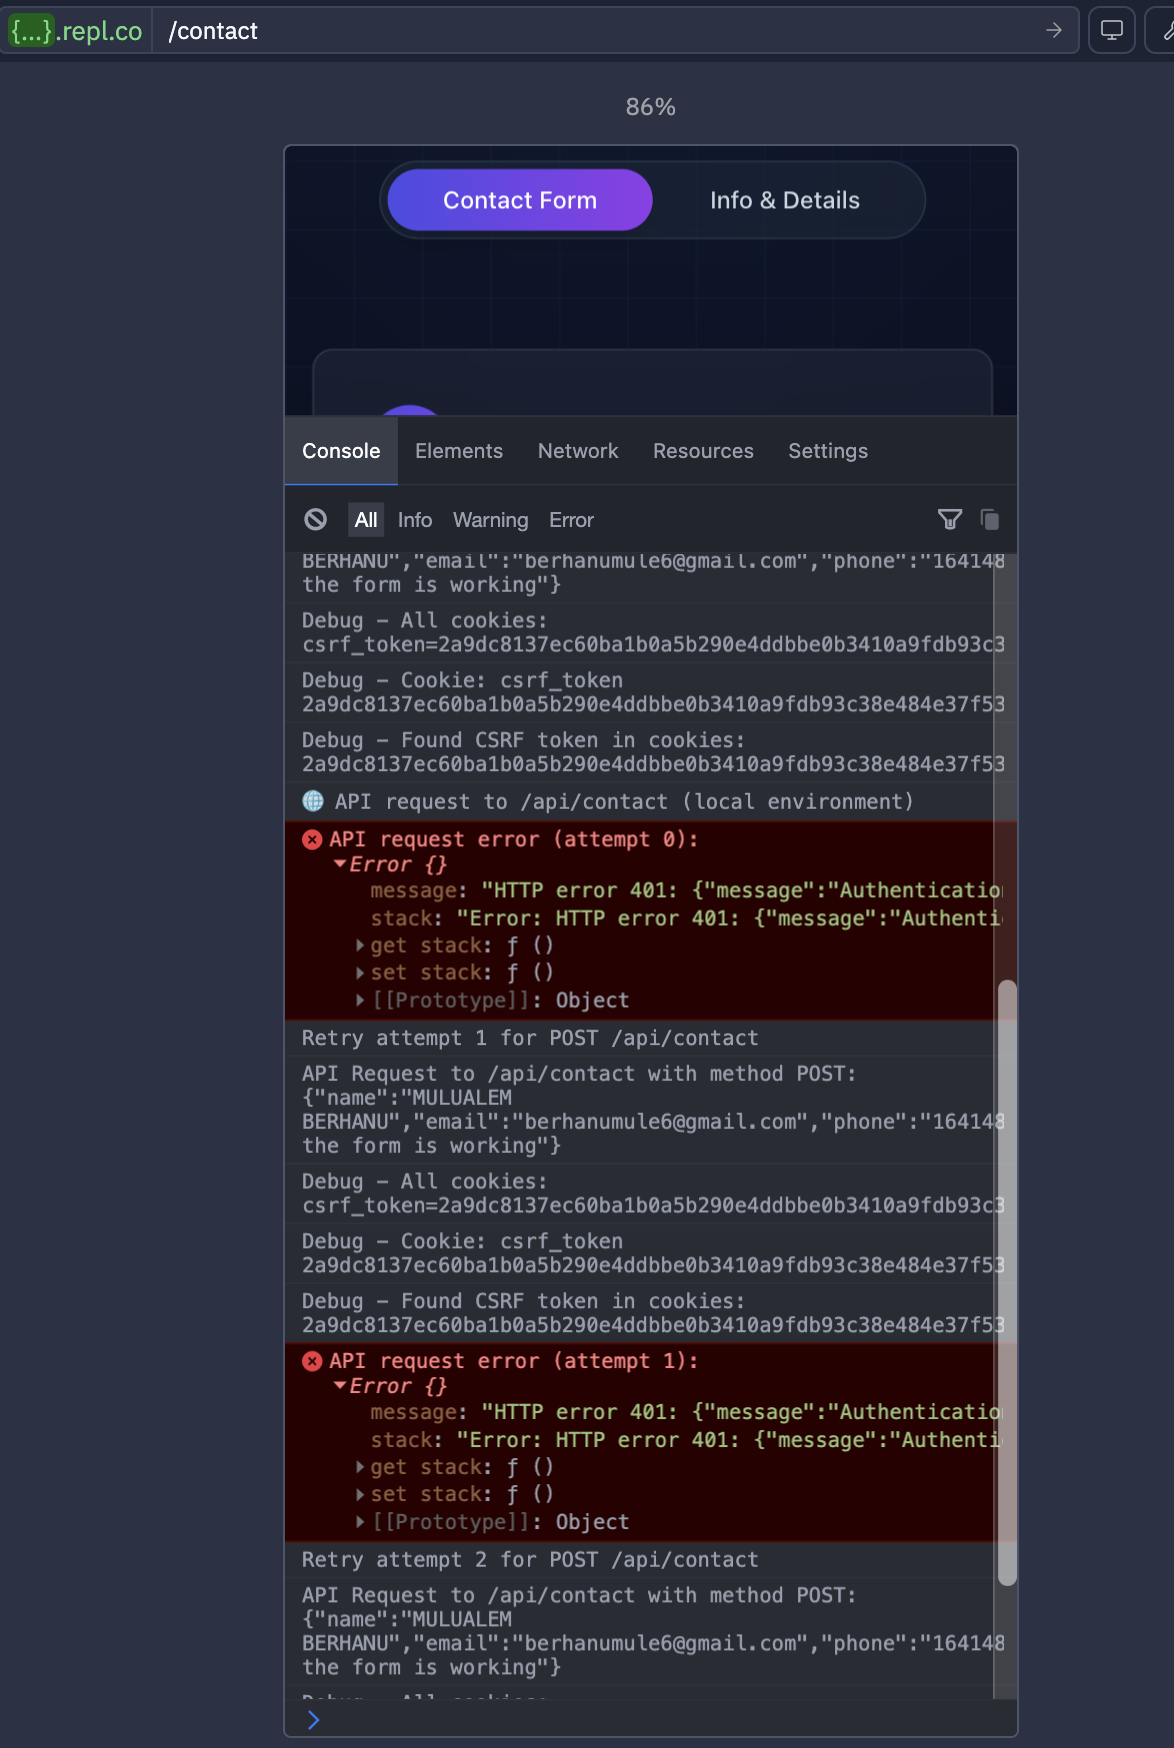 {...}.repl.co /contact
86%
Contact Form Info & Details
Console Elements Network Resources Settings
All Info Warning Error
BERHANU","email":"berhanumule6@gmail.com","phone":"164148
the form is working"}
Debug – All cookies:
csrf_token=2a9dc8137ec60ba1b0a5b290e4ddbbe0b3410a9fdb93c3
Debug – Cookie: csrf_token
2a9dc8137ec60ba1b0a5b290e4ddbbe0b3410a9fdb93c38e484e37f53
Debug – Found CSRF token in cookies:
2a9dc8137ec60ba1b0a5b290e4ddbbe0b3410a9fdb93c38e484e37f53
🌐 API request to /api/contact (local environment)
API request error (attempt 0):
▼Error {}
message: "HTTP error 401: {"message":"Authentication
stack: "Error: HTTP error 401: {"message":"Authenti
▶get stack: ƒ ()
▶set stack: ƒ ()
▶[[Prototype]]: Object
Retry attempt 1 for POST /api/contact
API Request to /api/contact with method POST:
{"name":"MULUALEM
BERHANU","email":"berhanumule6@gmail.com","phone":"164148
the form is working"}
Debug – All cookies:
csrf_token=2a9dc8137ec60ba1b0a5b290e4ddbbe0b3410a9fdb93c3
Debug – Cookie: csrf_token
2a9dc8137ec60ba1b0a5b290e4ddbbe0b3410a9fdb93c38e484e37f53
Debug – Found CSRF token in cookies:
2a9dc8137ec60ba1b0a5b290e4ddbbe0b3410a9fdb93c38e484e37f53
API request error (attempt 1):
▼Error {}
message: "HTTP error 401: {"message":"Authentication
stack: "Error: HTTP error 401: {"message":"Authenti
▶get stack: ƒ ()
▶set stack: ƒ ()
▶[[Prototype]]: Object
Retry attempt 2 for POST /api/contact
API Request to /api/contact with method POST:
{"name":"MULUALEM
BERHANU","email":"berhanumule6@gmail.com","phone":"164148
the form is working"}